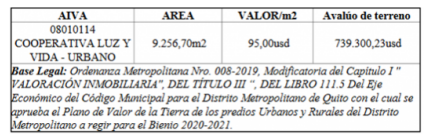 AIVA AREA VALOR/m2 Avalúo de terreno
08010114
COOPERATIVA LUZ Y 9.256,70m2 95,00usd 739.300,23usd
VIDA - URBANO
Base Legal: Ordenanza Metropolitana Nro. 008-2019, Modificatoria del Capitulo I "
VALORACIÓN INMOBILIARIA", DEL TÍTULO III ", DEL LIBRO 111.5 Del Eje
Económico del Código Municipal para el Distrito Metropolitano de Quito con el cual se
aprueba el Plano de Valor de la Tierra de los predios Urbanos y Rurales del Distrito
Metropolitano a regir para el Bienio 2020-2021.